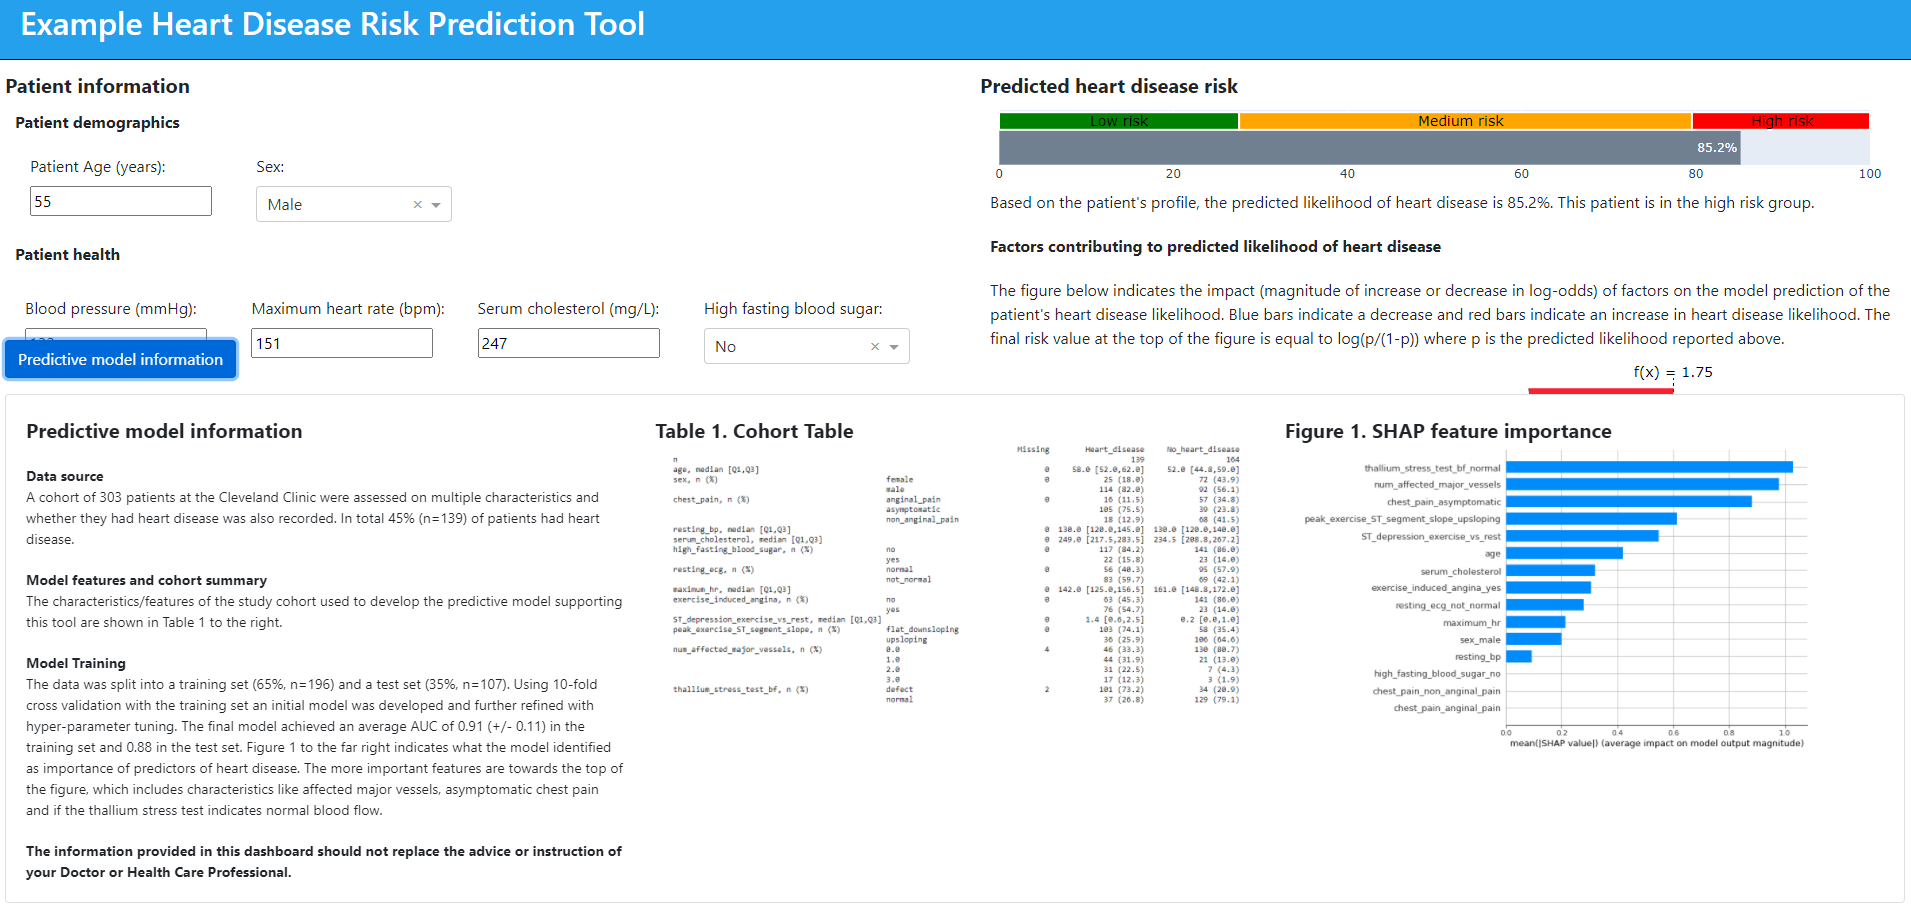 Example Heart Disease Risk Prediction Tool
Patient information
Patient demographics
Patient Age (years):
Sex:
55
Male
Patient health
Blood pressure (mmHg):
Maximum heart rate (bpm):
Serum cholesterol (mg/L):
High fasting blood sugar:
151
247
No
Predictive model information
Predicted heart disease risk
Low risk
Medium risk
High risk
85.2%
0 20 40 60 80 100
Based on the patient's profile, the predicted likelihood of heart disease is 85.2%. This patient is in the high risk group.
Factors contributing to predicted likelihood of heart disease
The figure below indicates the impact (magnitude of increase or decrease in log-odds) of factors on the model prediction of the
patient's heart disease likelihood. Blue bars indicate a decrease and red bars indicate an increase in heart disease likelihood. The
final risk value at the top of the figure is equal to log(p/(1-p)) where p is the predicted likelihood reported above.
f(x) = 1.75
Predictive model information
Data source
A cohort of 303 patients at the Cleveland Clinic were assessed on multiple characteristics and
whether they had heart disease was also recorded. In total 45% (n=139) of patients had heart
disease.
Model features and cohort summary
The characteristics/features of the study cohort used to develop the predictive model supporting
this tool are shown in Table 1 to the right.
Model Training
The data was split into a training set (65%, n=196) and a test set (35%, n=107). Using 10-fold
cross validation with the training set an initial model was developed and further refined with
hyper-parameter tuning. The final model achieved an average AUC of 0.91 (+/- 0.11) in the
training set and 0.88 in the test set. Figure 1 to the far right indicates what the model identified
as importance of predictors of heart disease. The more important features are towards the top of
the figure, which includes characteristics like affected major vessels, asymptomatic chest pain
and if the thallium stress test indicates normal blood flow.
The information provided in this dashboard should not replace the advice or instruction of
your Doctor or Health Care Professional.
Table 1. Cohort Table
Missing Heart_disease No_heart_disease
n 139 164
age, median [Q1,Q3] 0 58.0 [52.0,62.0] 52.0 [44.8,59.0]
sex, n (%) female 0 25 (18.0) 72 (43.9)
male 114 (82.0) 92 (56.1)
chest_pain, n (%) anginal_pain 0 16 (11.5) 57 (34.8)
asymptomatic 105 (75.5) 39 (23.8)
non_anginal_pain 18 (12.9) 68 (41.5)
resting_bp, median [Q1,Q3] 0 130.0 [120.0,145.0] 130.0 [120.0,140.0]
serum_cholesterol, median [Q1,Q3] 0 249.0 [217.5,283.5] 234.5 [208.8,267.2]
high_fasting_blood_sugar, n (%) no 0 117 (84.2) 141 (86.0)
yes 22 (15.8) 23 (14.0)
resting_ecg, n (%) normal 0 56 (40.3) 95 (57.9)
not_normal 83 (59.7) 69 (42.1)
maximum_hr, median [Q1,Q3] 0 142.0 [125.0,156.5] 161.0 [148.8,172.0]
exercise_induced_angina, n (%) no 0 63 (45.3) 141 (86.0)
yes 76 (54.7) 23 (14.0)
ST_depression_exercise_vs_rest, median [Q1,Q3] 0 1.4 [0.6,2.5] 0.2 [0.0,1.0]
peak_exercise_ST_segment_slope, n (%) flat_downsloping 0 103 (74.1) 58 (35.4)
upsloping 36 (25.9) 106 (64.6)
num_affected_major_vessels, n (%) 0.0 4 46 (33.3) 130 (80.7)
1.0 44 (31.9) 21 (13.0)
2.0 31 (22.5) 7 (4.3)
3.0 17 (12.3) 3 (1.9)
thallium_stress_test_bf, n (%) defect 2 101 (73.2) 34 (20.9)
normal 37 (26.8) 129 (79.1)
Figure 1. SHAP feature importance
thallium_stress_test_bf_normal
num_affected_major_vessels
chest_pain_asymptomatic
peak_exercise_ST_segment_slope_upsloping
ST_depression_exercise_vs_rest
age
serum_cholesterol
exercise_induced_angina_yes
resting_ecg_not_normal
maximum_hr
sex_male
resting_bp
high_fasting_blood_sugar_no
chest_pain_non_anginal_pain
chest_pain_anginal_pain
0.0 0.2 0.4 0.6 0.8 1.0
mean(|SHAP value|) (average impact on model output magnitude)